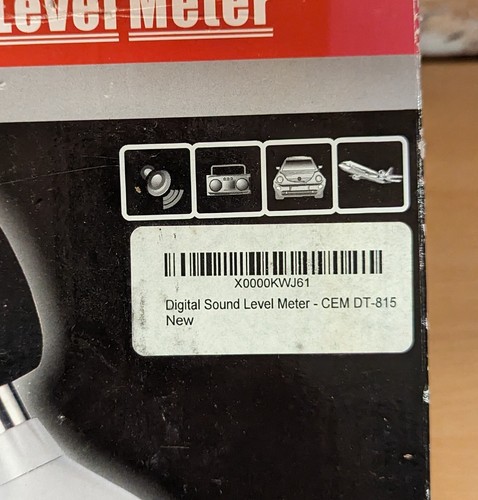 Level Meter
X0000KWJ61
Digital Sound Level Meter - CEM DT-815
New